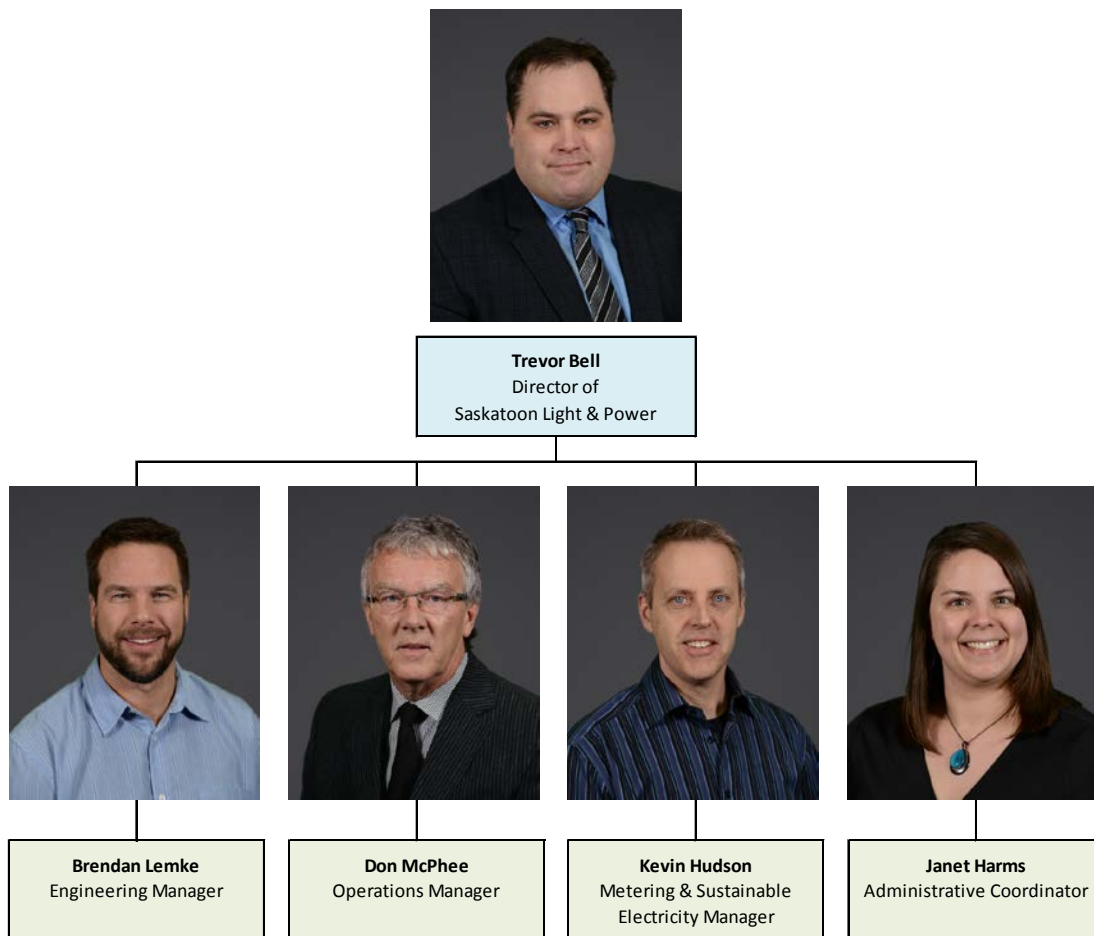 Trevor Bell
Director of
Saskatoon Light & Power
Brendan Lemke
Engineering Manager
Don McPhee
Operations Manager
Kevin Hudson
Metering & Sustainable
Electricity Manager
Janet Harms
Administrative Coordinator